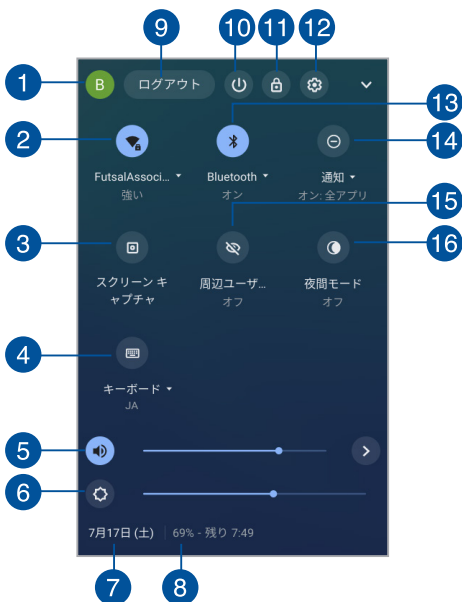 9 10 11 12
1 B ログアウト
13
2 14
FutsalAssoci... Bluetooth 通知
強い オン オン: 全アプリ
15
3 16
スクリーン キ 周辺ユーザ... 夜間モード
ャプチャ オフ オフ
4
キーボード
JA
5
6
7月17日 (土) 69% - 残り 7:49
7 8